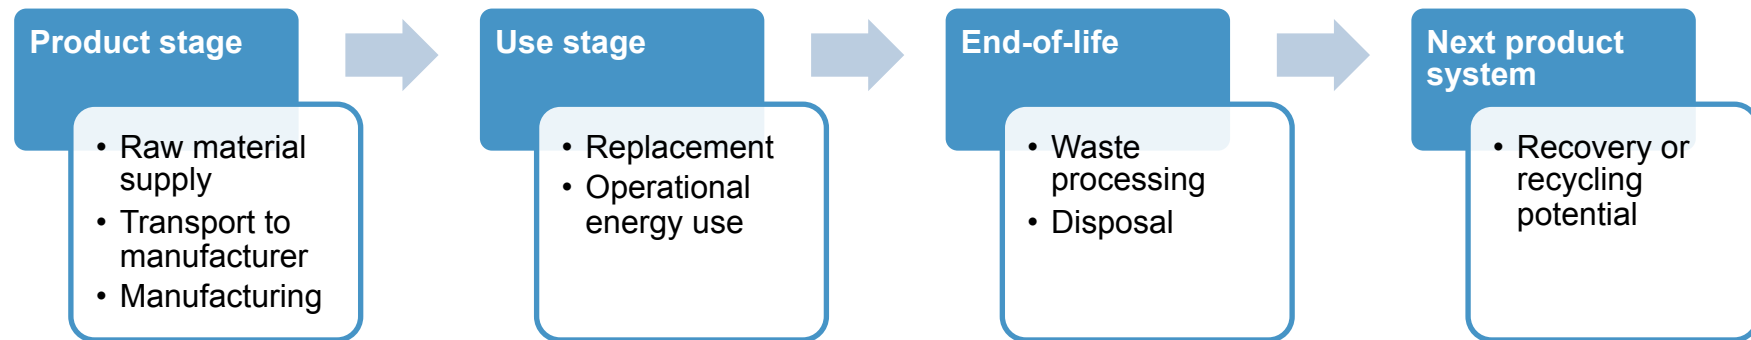 Product stage
• Raw material
supply
• Transport to
manufacturer
• Manufacturing
Use stage
• Replacement
• Operational
energy use
End-of-life
• Waste
processing
• Disposal
Next product
system
• Recovery or
recycling
potential